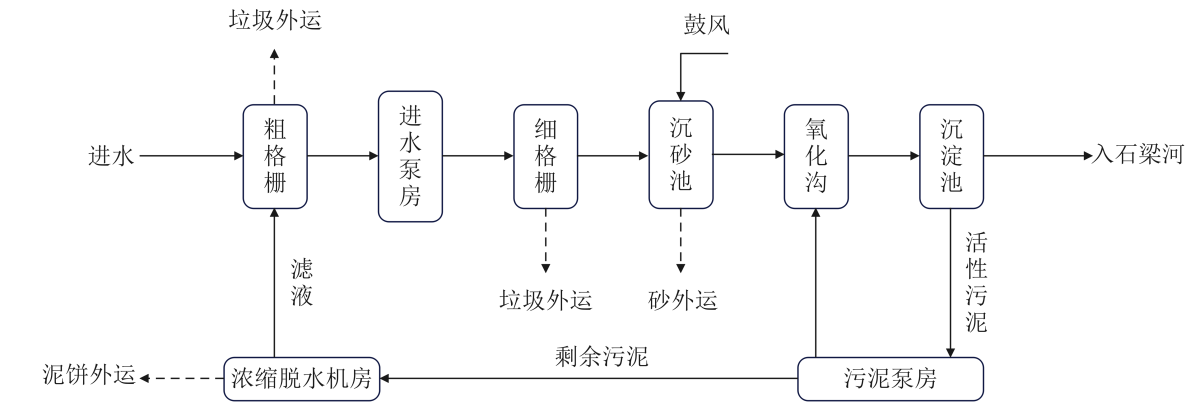 垃圾外运
鼓风
进水
粗格栅
进水泵房
细格栅
沉砂池
氧化沟
沉淀池
入石梁河
滤液
垃圾外运
砂外运
活性污泥
泥饼外运
浓缩脱水机房
剩余污泥
污泥泵房